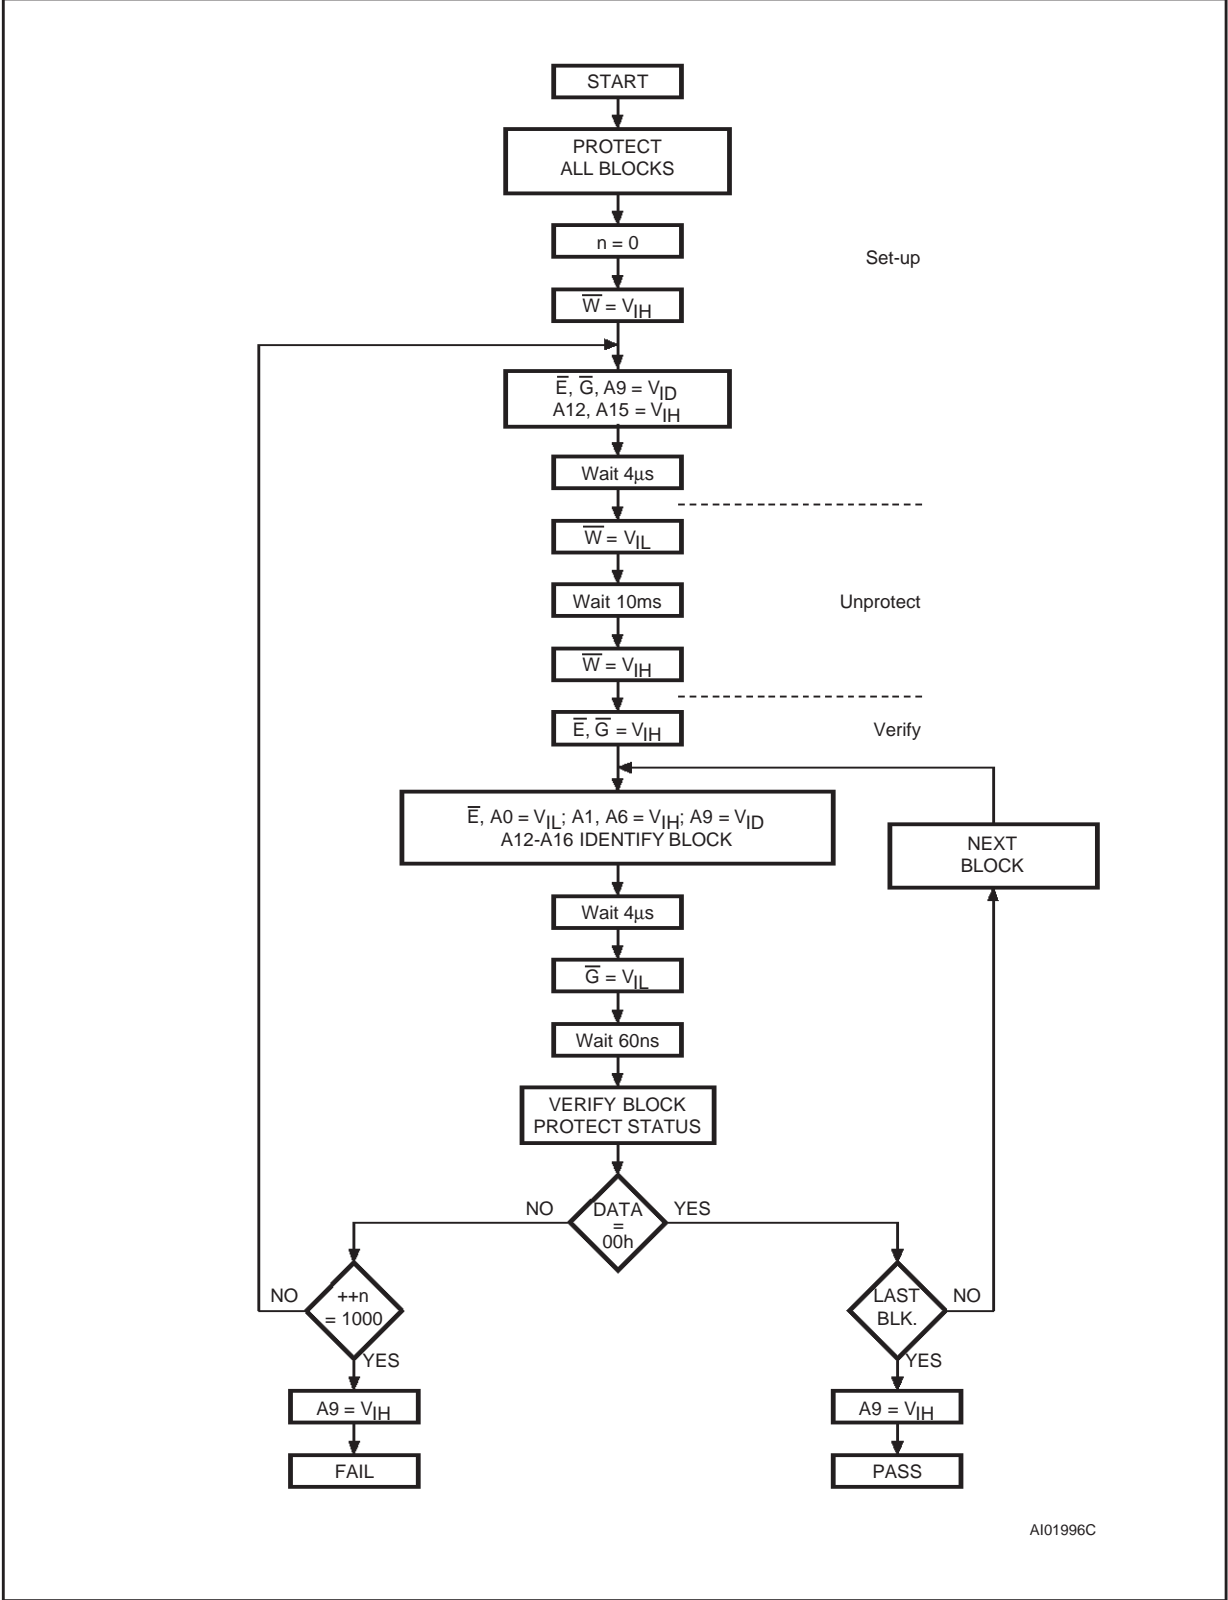 START
PROTECT
ALL BLOCKS
n = 0
Set-up
W̅ = VIH
E̅, G̅, A9 = VID
A12, A15 = VIH
Wait 4μs
W̅ = VIL
Wait 10ms
Unprotect
W̅ = VIH
E̅, G̅ = VIH
Verify
E̅, A0 = VIL; A1, A6 = VIH; A9 = VID
A12-A16 IDENTIFY BLOCK
NEXT
BLOCK
Wait 4μs
G̅ = VIL
Wait 60ns
VERIFY BLOCK
PROTECT STATUS
NO
DATA
=
00h
YES
NO
++n
= 1000
YES
LAST
BLK.
NO
YES
A9 = VIH
A9 = VIH
FAIL
PASS
AI01996C